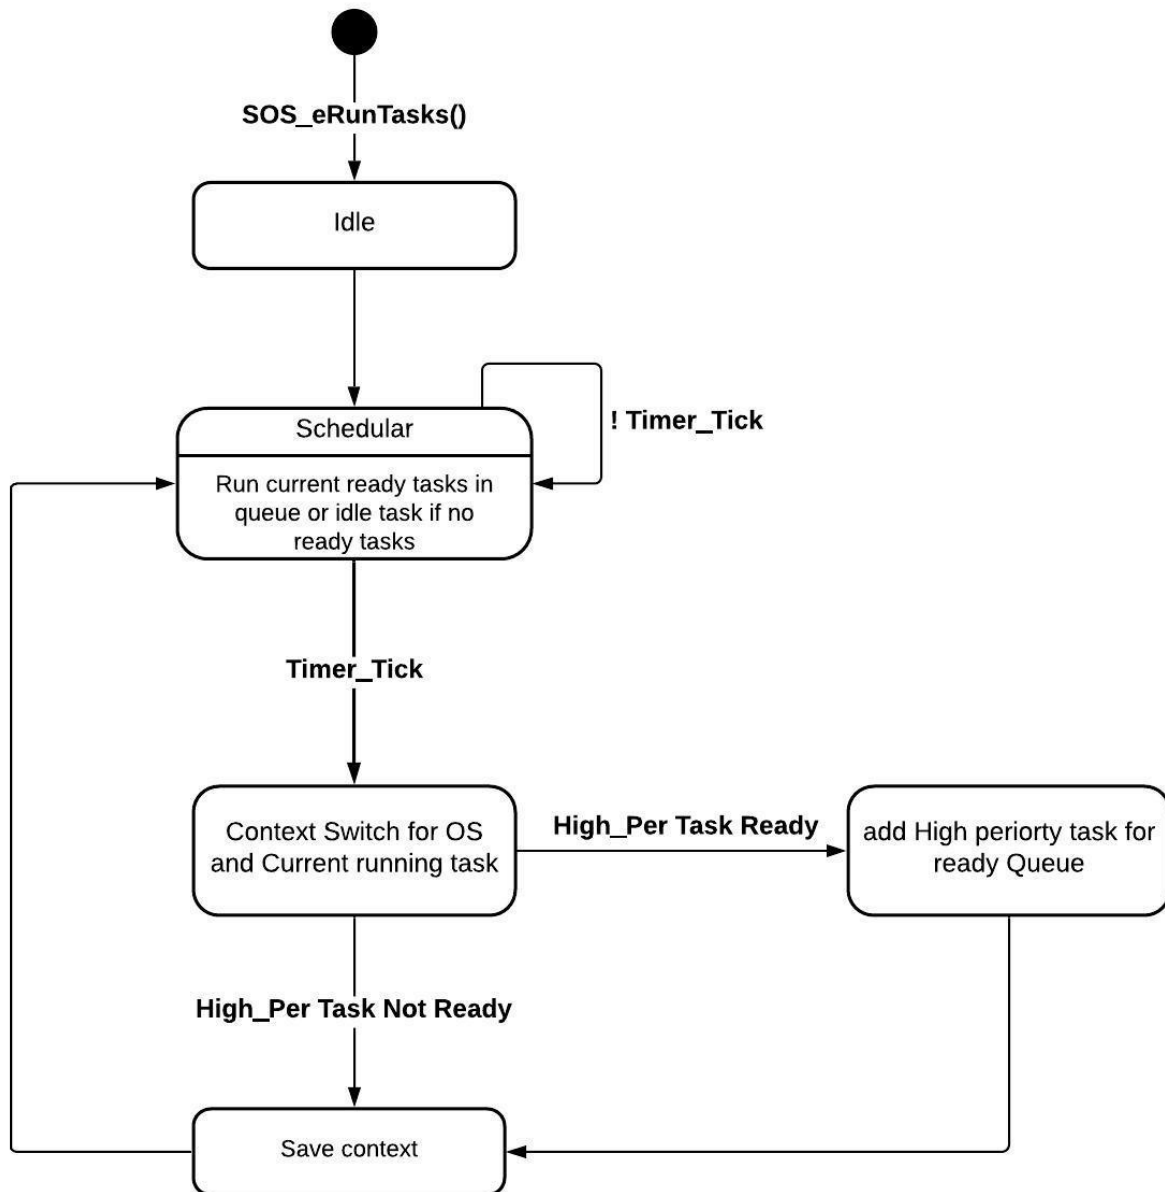 SOS_eRunTasks()
Idle
Schedular
! Timer_Tick
Run current ready tasks in
queue or idle task if no
ready tasks
Timer_Tick
Context Switch for OS
and Current running task
High_Per Task Ready
add High periorty task for
ready Queue
High_Per Task Not Ready
Save context